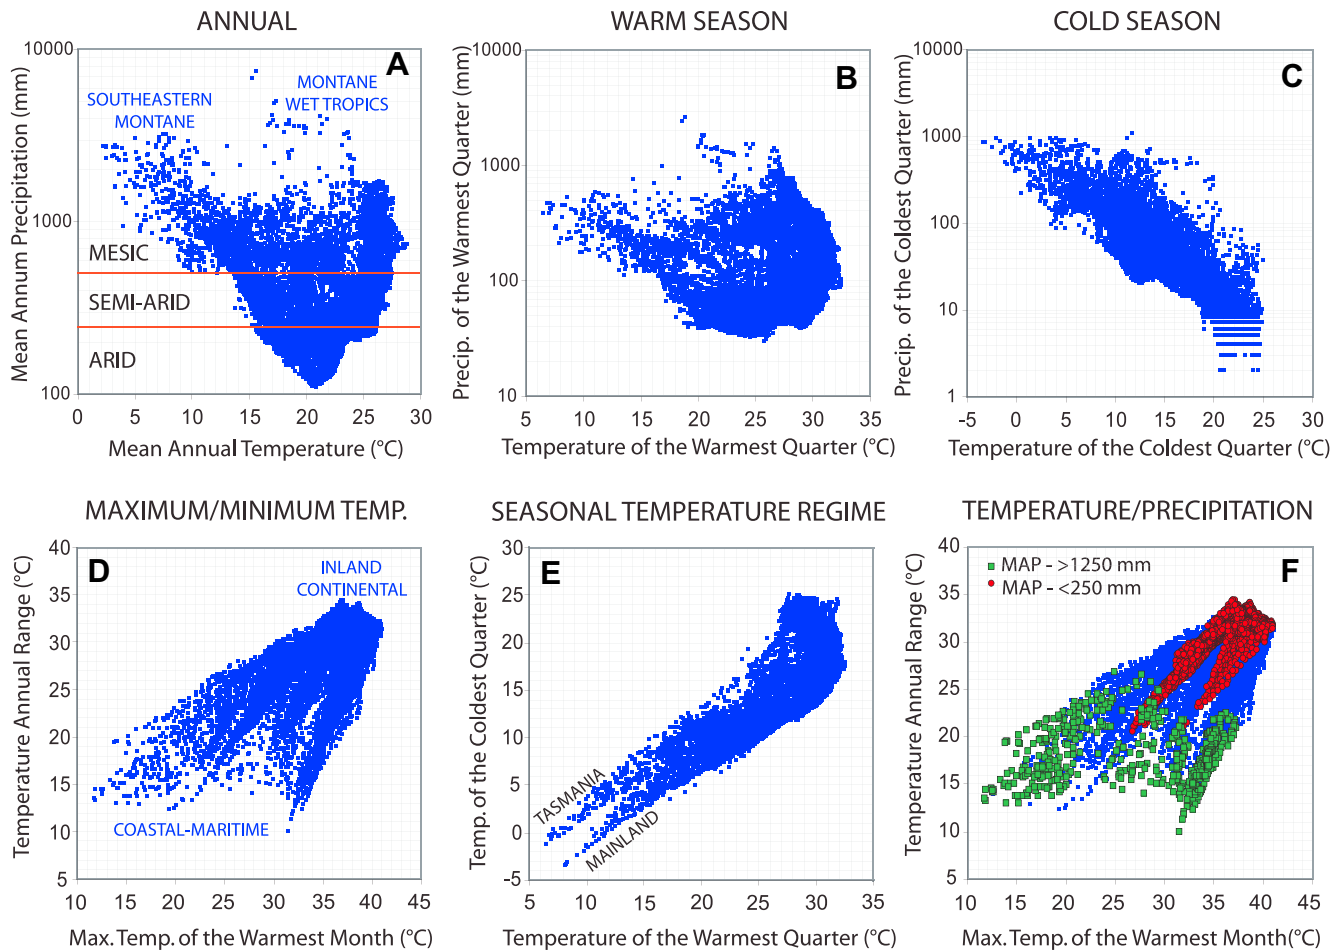 ANNUAL
WARM SEASON
COLD SEASON
10000
1000
100
Mean Annum Precipitation (mm)
A
SOUTHEASTERN
MONTANE
MONTANE
WET TROPICS
MESIC
SEMI-ARID
ARID
0 5 10 15 20 25 30
Mean Annual Temperature (°C)
10000
1000
100
10
Precip. of the Warmest Quarter (mm)
B
5 10 15 20 25 30 35
Temperature of the Warmest Quarter (°C)
10000
1000
100
10
1
Precip. of the Coldest Quarter (mm)
C
-5 0 5 10 15 20 25 30
Temperature of the Coldest Quarter (°C)
MAXIMUM/MINIMUM TEMP.
SEASONAL TEMPERATURE REGIME
TEMPERATURE/PRECIPITATION
40
35
30
25
20
15
10
5
Temperature Annual Range (°C)
D
INLAND
CONTINENTAL
COASTAL-MARITIME
10 15 20 25 30 35 40 45
Max. Temp. of the Warmest Month (°C)
30
25
20
15
10
5
0
-5
Temp. of the Coldest Quarter (°C)
E
TASMANIA
MAINLAND
5 10 15 20 25 30 35
Temperature of the Warmest Quarter (°C)
40
35
30
25
20
15
10
5
Temperature Annual Range (°C)
MAP - >1250 mm
MAP - <250 mm
F
10 15 20 25 30 35 40 45
Max. Temp. of the Warmest Month(°C)